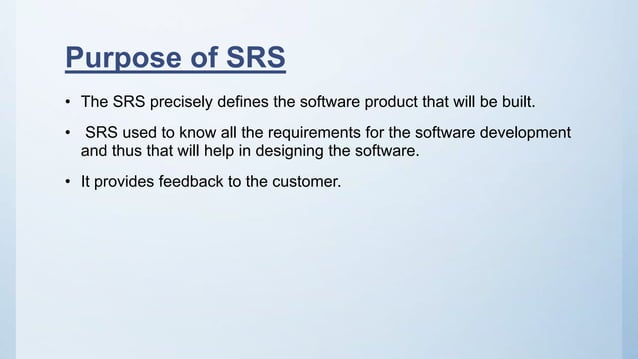 Purpose of SRS
• The SRS precisely defines the software product that will be built.
• SRS used to know all the requirements for the software development
and thus that will help in designing the software.
• It provides feedback to the customer.